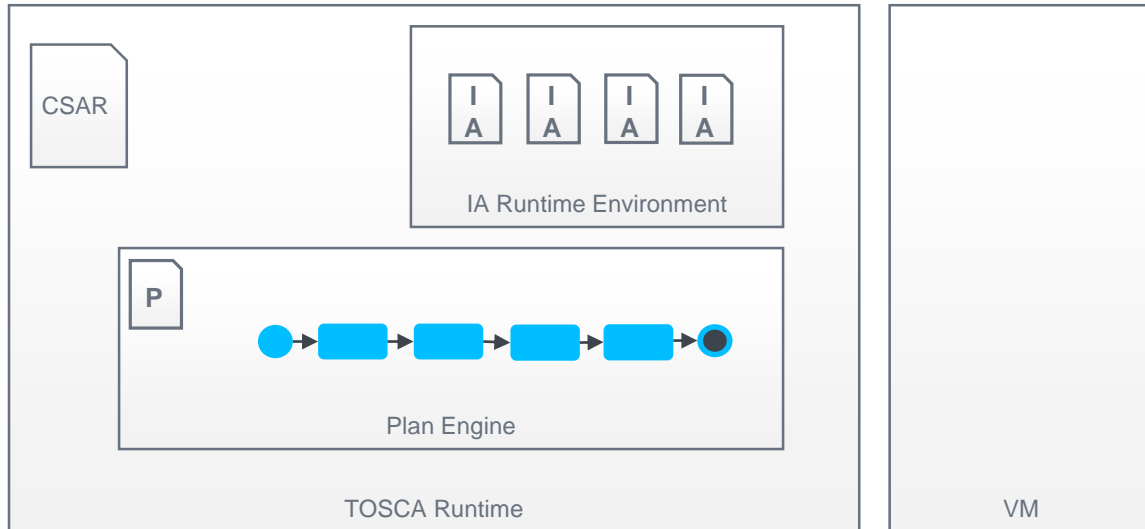 CSAR
I
A
I
A
I
A
I
A
IA Runtime Environment
P
Plan Engine
TOSCA Runtime
VM